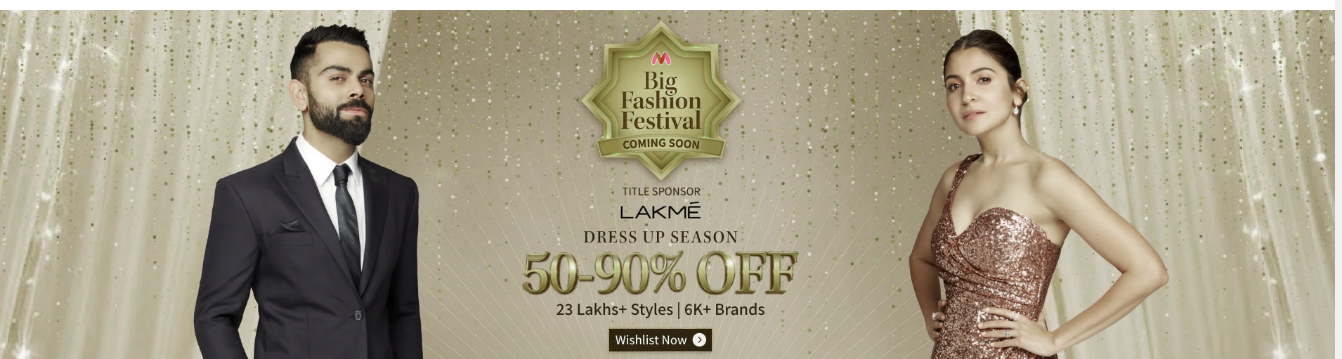 Big
Fashion
Festival
COMING SOON
TITLE SPONSOR
LAKMÉ
DRESS UP SEASON
50-90% OFF
23 Lakhs+ Styles | 6K+ Brands
Wishlist Now